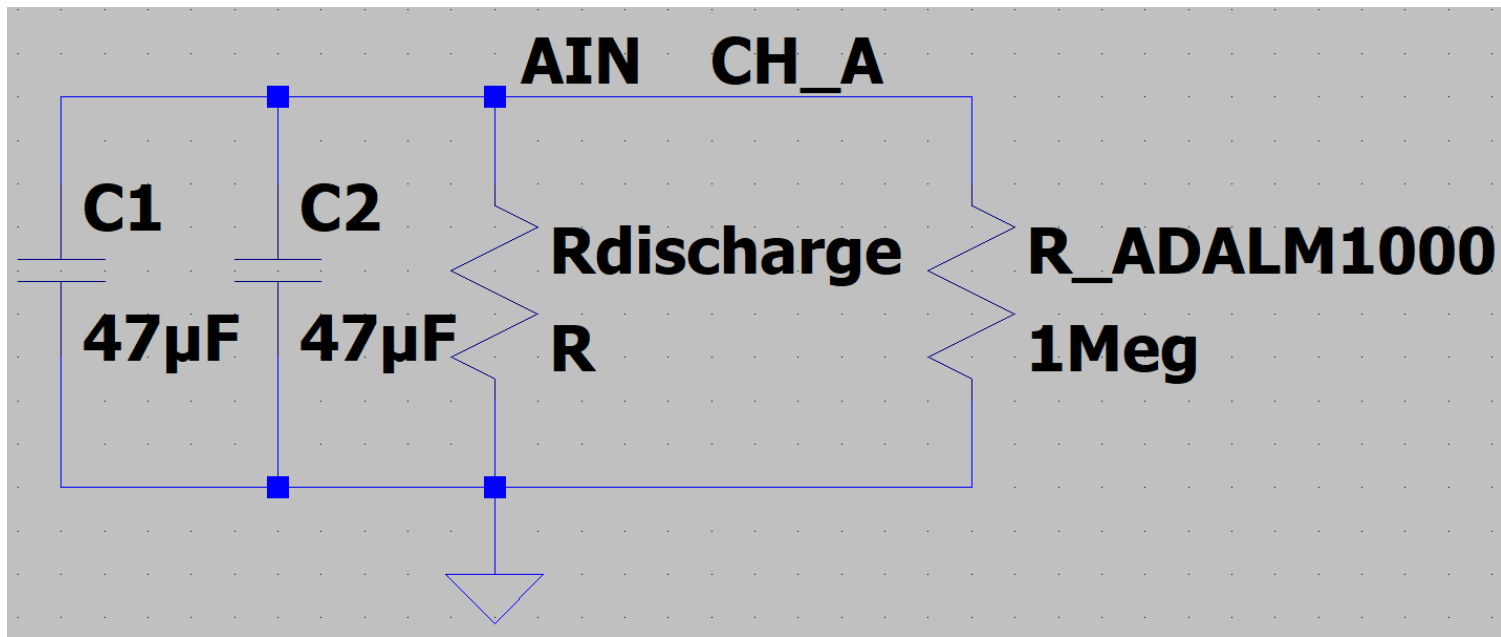 AIN CH_A
C1
47µF
C2
47µF
Rdischarge
R
R_ADALM1000
1Meg